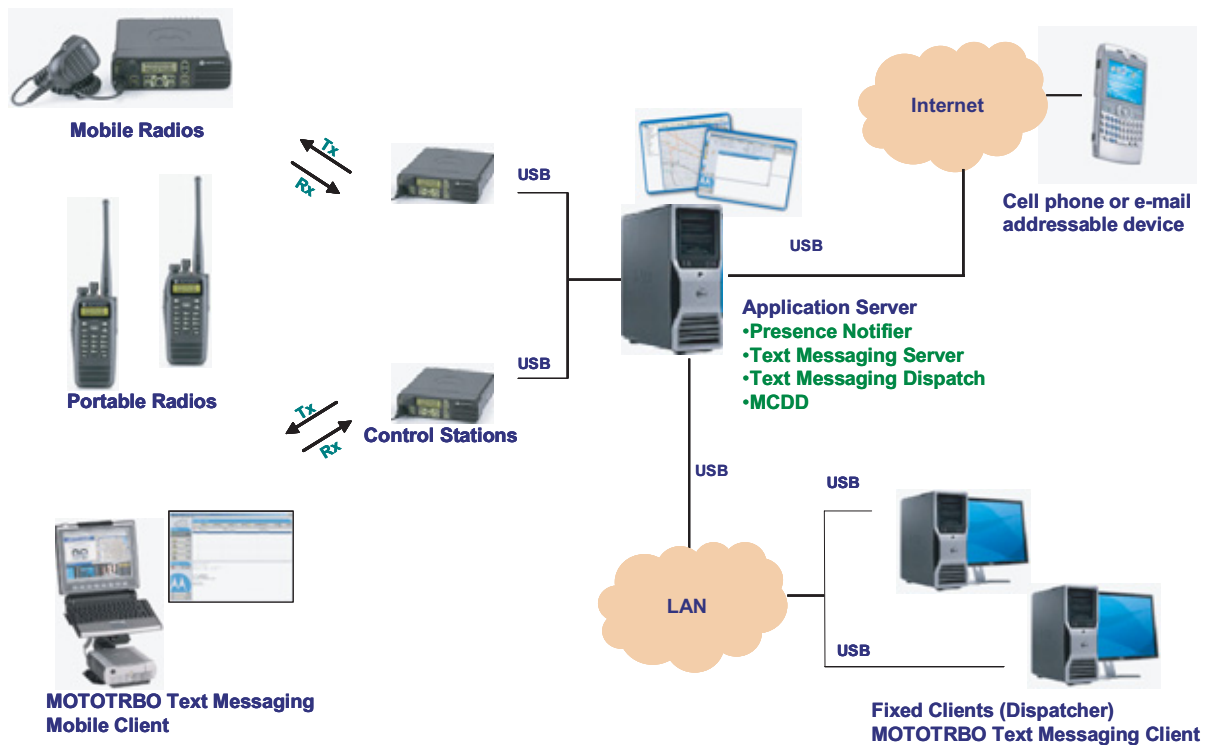 Mobile Radios
Tx
Rx
USB
Portable Radios
USB
Tx
Rx
Control Stations
MOTOTRBO Text Messaging
Mobile Client
Internet
Cell phone or e-mail
addressable device
USB
Application Server
•Presence Notifier
•Text Messaging Server
•Text Messaging Dispatch
•MCDD
USB
LAN
USB
USB
Fixed Clients (Dispatcher)
MOTOTRBO Text Messaging Client